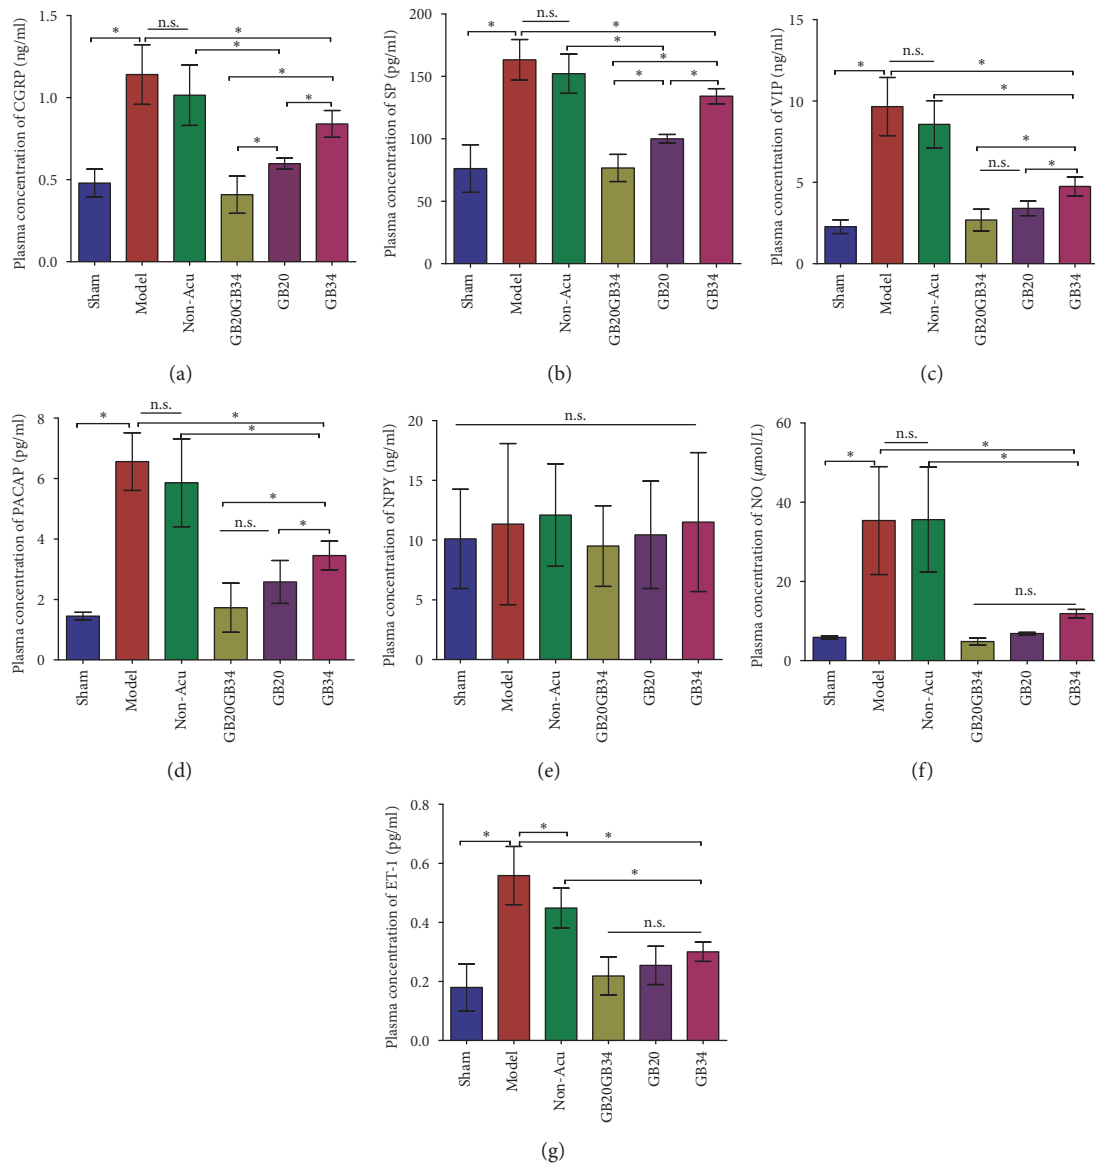 Plasma concentration of CGRP (ng/ml)
1.5
1.0
0.5
0.0
*
n.s.
*
*
*
*
*
Sham
Model
Non-Acu
GB20GB34
GB20
GB34
(a)
Plasma concentration of SP (pg/ml)
200
150
100
50
0
*
n.s.
*
*
*
*
*
Sham
Model
Non-Acu
GB20GB34
GB20
GB34
(b)
Plasma concentration of VIP (ng/ml)
15
10
5
0
*
n.s.
*
*
*
n.s.
*
Sham
Model
Non-Acu
GB20GB34
GB20
GB34
(c)
Plasma concentration of PACAP (pg/ml)
8
6
4
2
0
*
n.s.
*
*
*
n.s.
*
Sham
Model
Non-Acu
GB20GB34
GB20
GB34
(d)
Plasma concentration of NPY (ng/ml)
20
15
10
5
0
n.s.
Sham
Model
Non-Acu
GB20GB34
GB20
GB34
(e)
Plasma concentration of NO (μmol/L)
60
40
20
0
*
n.s.
*
*
n.s.
Sham
Model
Non-Acu
GB20GB34
GB20
GB34
(f)
Plasma concentration of ET-1 (pg/ml)
0.8
0.6
0.4
0.2
0.0
*
*
*
*
n.s.
Sham
Model
Non-Acu
GB20GB34
GB20
GB34
(g)